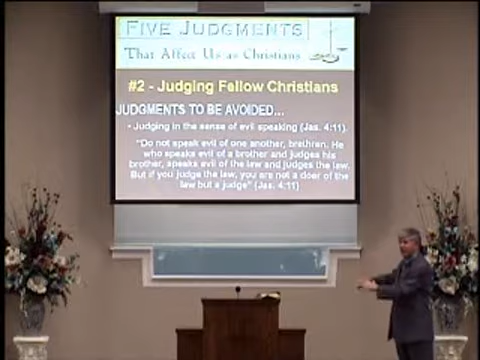 FIVE JUDGMENTS
That Affect Us as Christians
#2 - Judging Fellow Christians
JUDGMENTS TO BE AVOIDED...
- Judging in the sense of evil speaking (Jas. 4:11).
"Do not speak evil of one another, brethren. He
who speaks evil of a brother and judges his
brother, speaks evil of the law and judges the law.
But if you judge the law, you are not a doer of the
law but a judge" (Jas. 4:11)